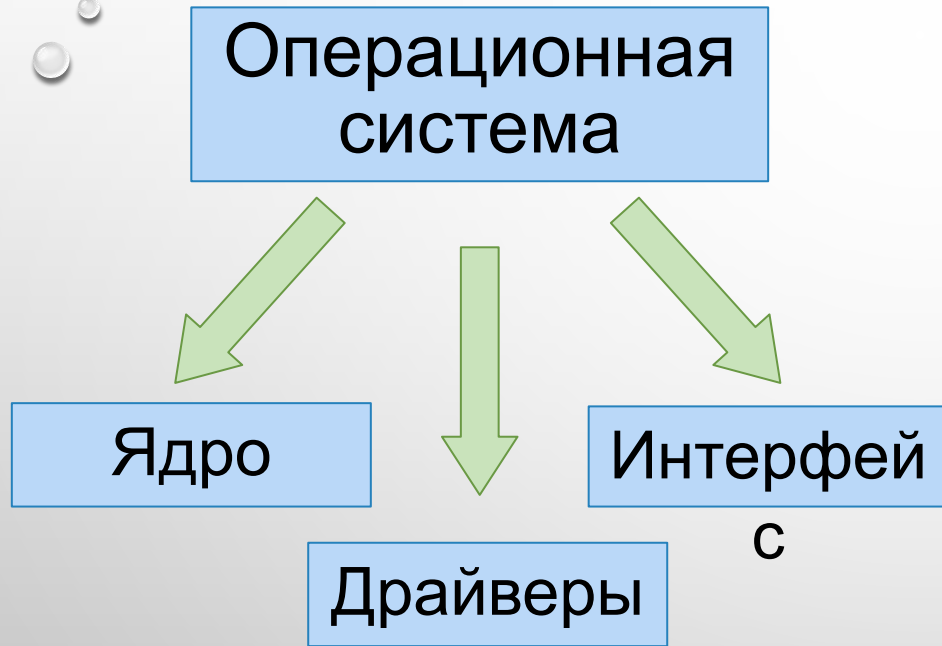 Операционная
система
Ядро
Интерфей
с
Драйверы